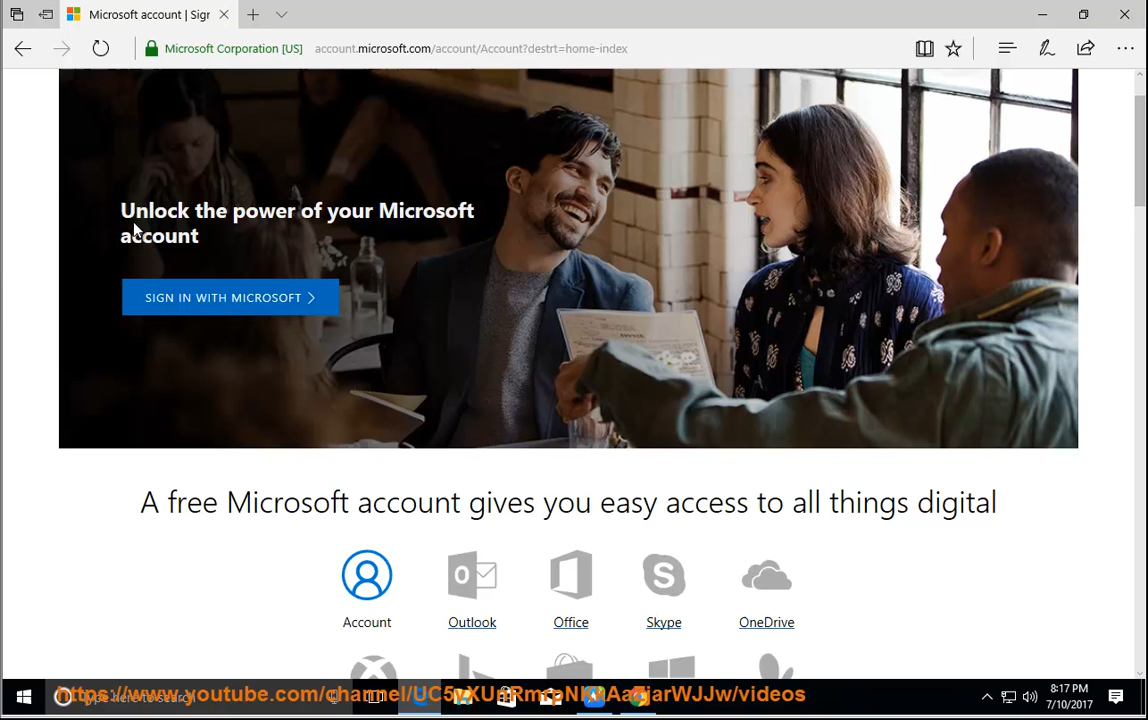 Microsoft account | Sigr
Microsoft Corporation [US] account.microsoft.com/account/Account?destrt=home-index
Unlock the power of your Microsoft
account
SIGN IN WITH MICROSOFT
A free Microsoft account gives you easy access to all things digital
Account Outlook Office Skype OneDrive
8:17 PM
7/10/2017